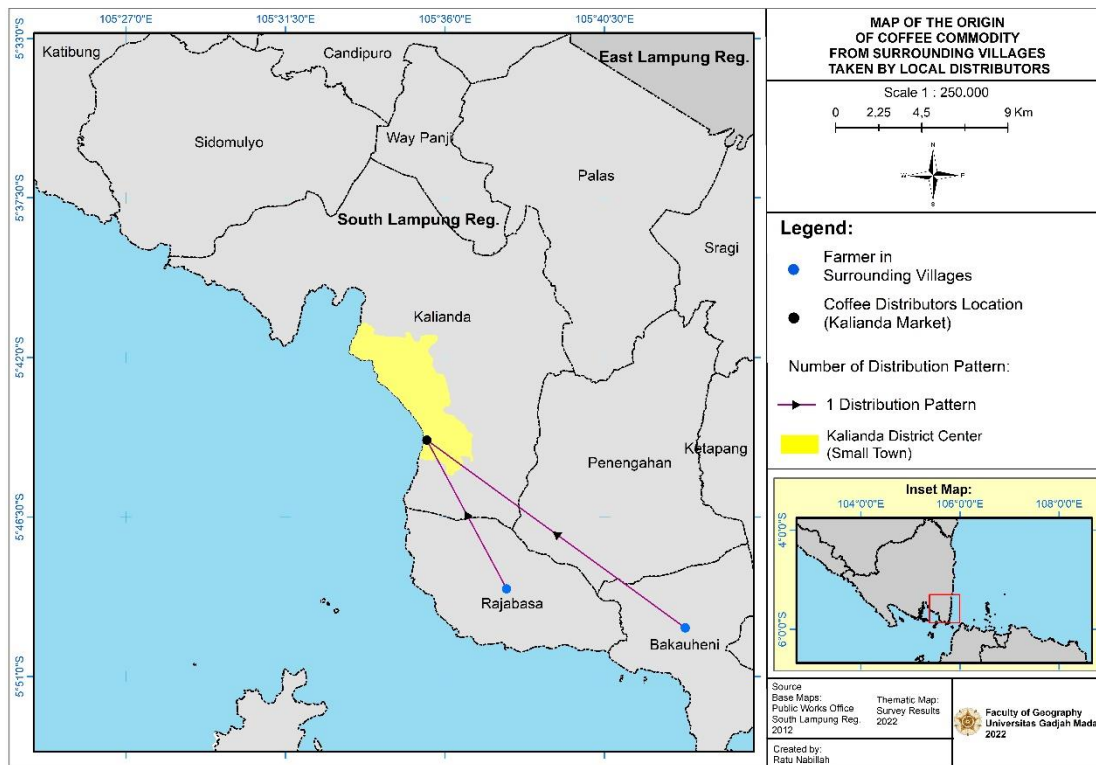 105°27'0"E 105°31'30"E 105°36'0"E 105°40'30"E
5°33'0"S
5°37'30"S
5°42'0"S
5°46'30"S
5°51'0"S
Katibung
Candipuro
East Lampung Reg.
Sidomulyo
Way Panji
Palas
South Lampung Reg.
Sragi
Kalianda
Penengahan
Ketapang
Rajabasa
Bakauheni
MAP OF THE ORIGIN
OF COFFEE COMMODITY
FROM SURROUNDING VILLAGES
TAKEN BY LOCAL DISTRIBUTORS
Scale 1 : 250.000
0 2.25 4.5 9 Km
N
W E
S
Legend:
Farmer in
Surrounding Villages
Coffee Distributors Location
(Kalianda Market)
Number of Distribution Pattern:
1 Distribution Pattern
Kalianda District Center
(Small Town)
Inset Map:
104°0'0"E 106°0'0"E 108°0'0"E
4°0'0"S
6°0'0"S
Source
Base Maps:
Public Works Office
South Lampung Reg.
2012
Thematic Map:
Survey Results
2022
Created by:
Ratu Nabillah
Faculty of Geography
Universitas Gadjah Mada
2022